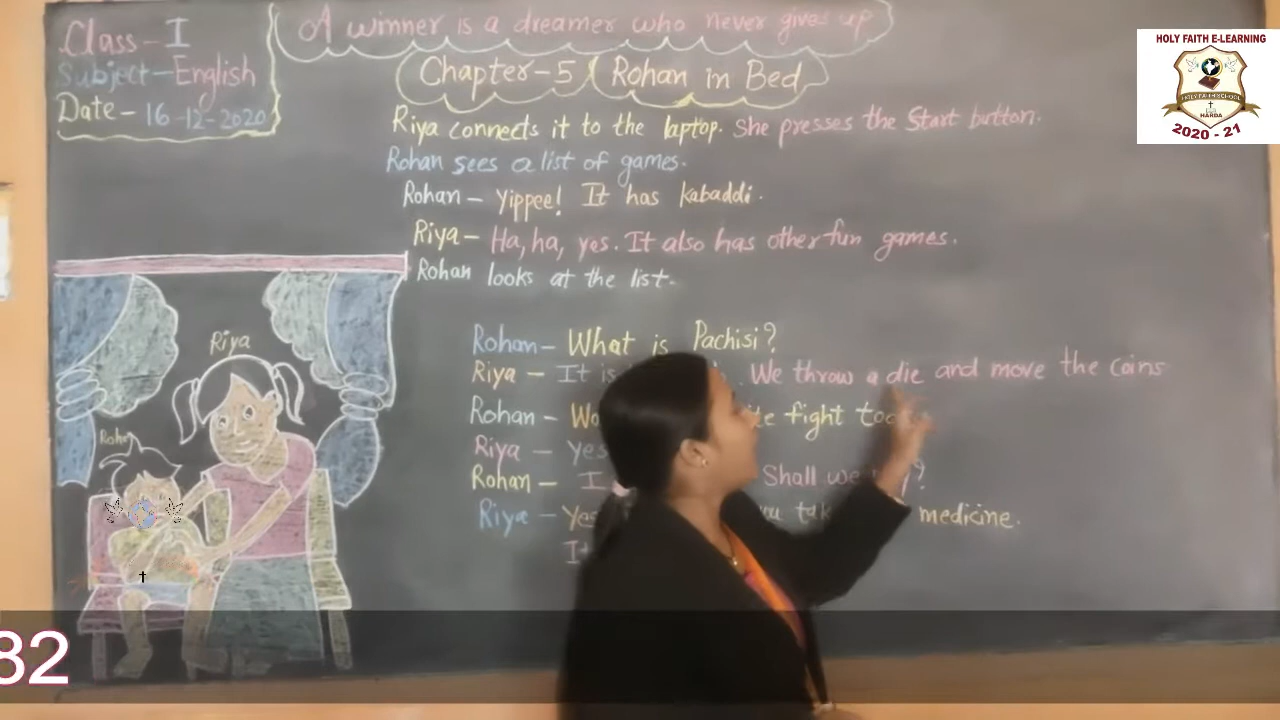 A winner is a dreamer who never gives up
Class - I
Subject - English
Date - 16-12-2020
Chapter-5 Rohan in Bed
Riya connects it to the laptop. She presses the Start button.
Rohan sees a list of games.
Rohan - Yippee! It has kabaddi.
Riya - Ha, ha, yes. It also has other fun games.
Rohan looks at the list.
Rohan - What is Pachisi?
Riya - It is We throw a die and move the coins
Rohan - fight
Riya - Yes
Rohan - I Shall we ?
Riya - Yes medicine.
Riya
HOLY FAITH E-LEARNING
HOLY FAITH SCHOOL
HARDA
2020 - 21
82